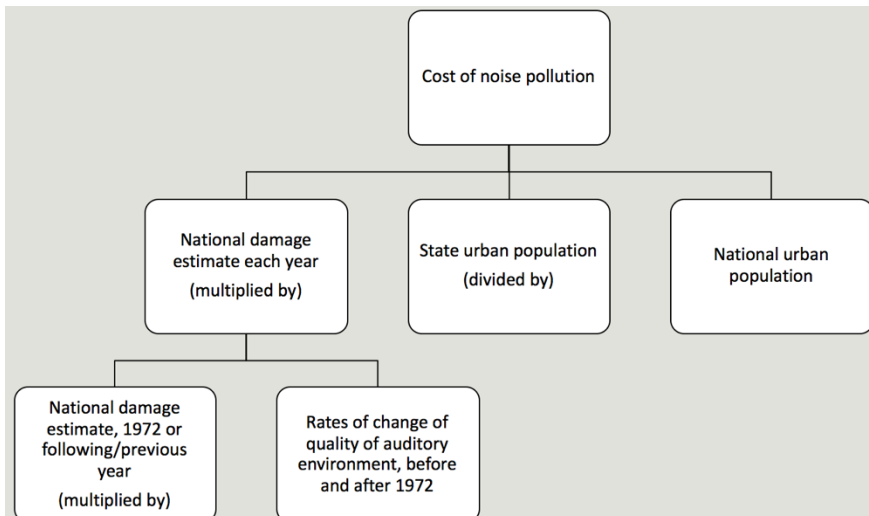 Cost of noise pollution
National damage
estimate each year
(multiplied by)
State urban population
(divided by)
National urban
population
National damage
estimate, 1972 or
following/previous
year
(multiplied by)
Rates of change of
quality of auditory
environment, before
and after 1972